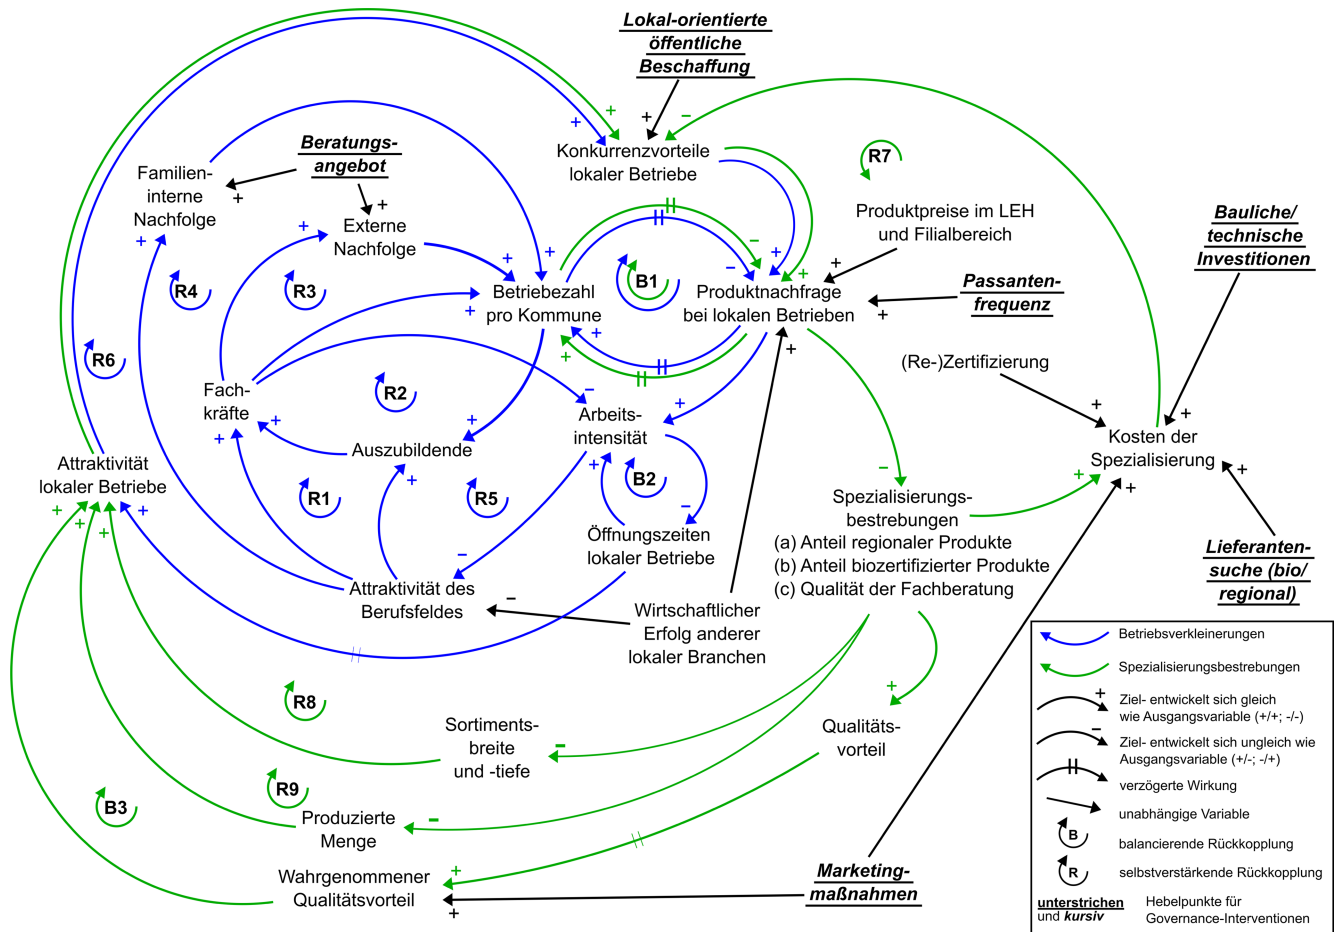 Lokal-orientierte
öffentliche
Beschaffung
Beratungs-
angebot
Familien-
interne
Nachfolge
Externe
Nachfolge
Konkurrenzvorteile
lokaler Betriebe
R7
Produktpreise im LEH
und Filialbereich
Bauliche/
technische
Investitionen
Passanten-
frequenz
R4
R3
B1
Betriebezahl
pro Kommune
Produktnachfrage
bei lokalen Betrieben
(Re-)Zertifizierung
R6
R2
Fach-
kräfte
Arbeits-
intensität
Auszubildende
Kosten der
Spezialisierung
Attraktivität
lokaler Betriebe
R1
R5
B2
Spezialisierungs-
bestrebungen
(a) Anteil regionaler Produkte
(b) Anteil biozertifizierter Produkte
(c) Qualität der Fachberatung
Öffnungszeiten
lokaler Betriebe
Lieferanten-
suche (bio/
regional)
Attraktivität des
Berufsfeldes
Wirtschaftlicher
Erfolg anderer
lokaler Branchen
R8
Sortiments-
breite
und -tiefe
Qualitäts-
vorteil
R9
B3
Produzierte
Menge
Wahrgenommener
Qualitätsvorteil
Marketing-
maßnahmen
Betriebsverkleinerungen
Spezialisierungsbestrebungen
+
Ziel- entwickelt sich gleich
wie Ausgangsvariable (+/+; -/-)
−
Ziel- entwickelt sich ungleich wie
Ausgangsvariable (+/-; -/+)
verzögerte Wirkung
unabhängige Variable
B
balancierende Rückkopplung
R
selbstverstärkende Rückkopplung
unterstrichen
und kursiv
Hebelpunkte für
Governance-Interventionen